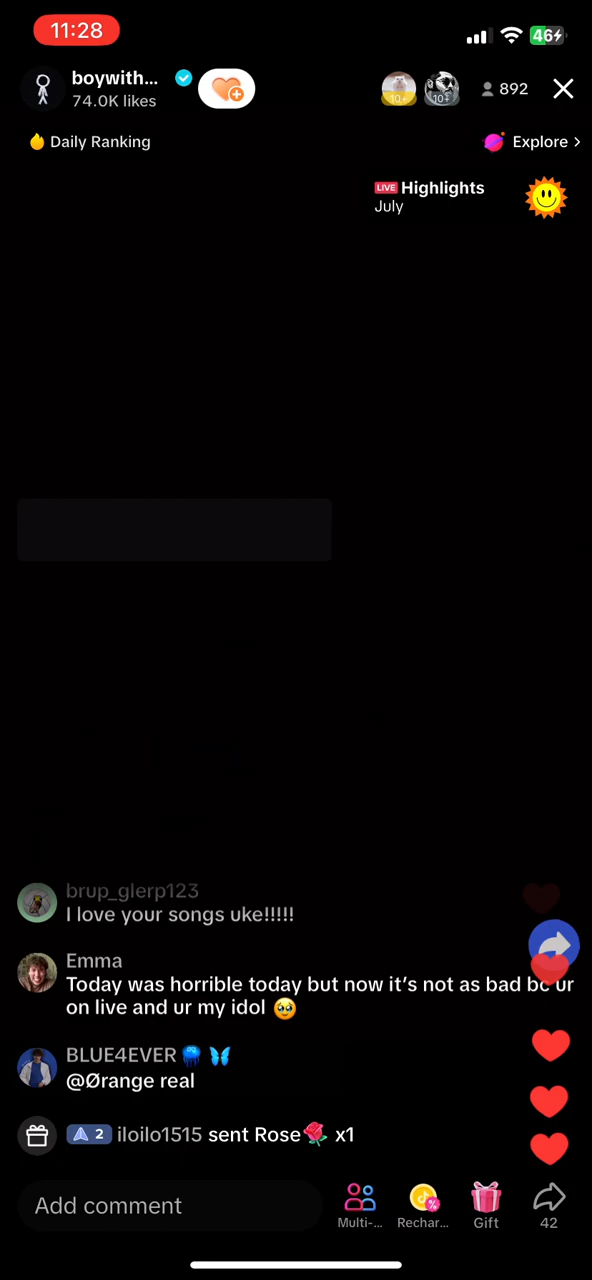 11:28
46
boywith...
74.0K likes
10+
10+
892
Daily Ranking
Explore >
LIVE Highlights
July
brup_glerp123
I love your songs uke!!!!!
Emma
Today was horrible today but now it's not as bad bc ur
on live and ur my idol 🥹
BLUE4EVER🪼🦋
@Ørange real
2 iloilo1515 sent Rose🌹 x1
Add comment
Multi-...
Rechar...
Gift
42